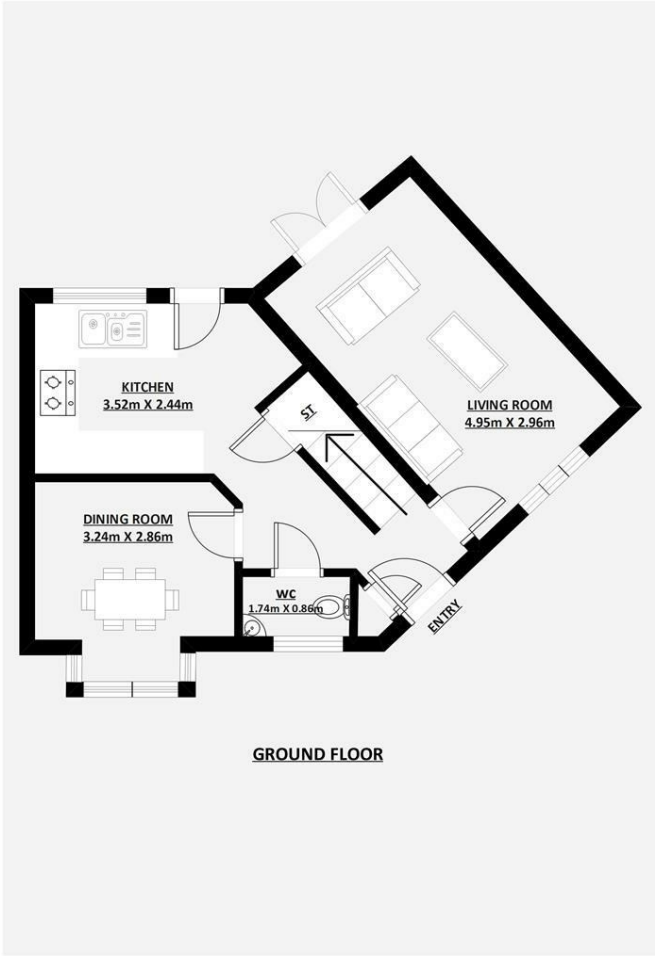 KITCHEN
3.52m X 2.44m
ST
LIVING ROOM
4.95m X 2.96m
DINING ROOM
3.24m X 2.86m
WC
1.74m X 0.86m
ENTRY
GROUND FLOOR